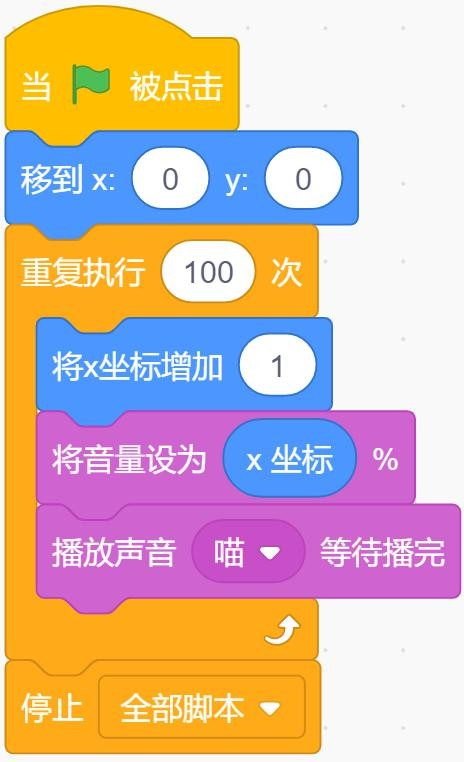 当 被点击
移到 x: 0 y: 0
重复执行 100 次
将x坐标增加 1
将音量设为 x 坐标 %
播放声音 喵 等待播完
停止 全部脚本